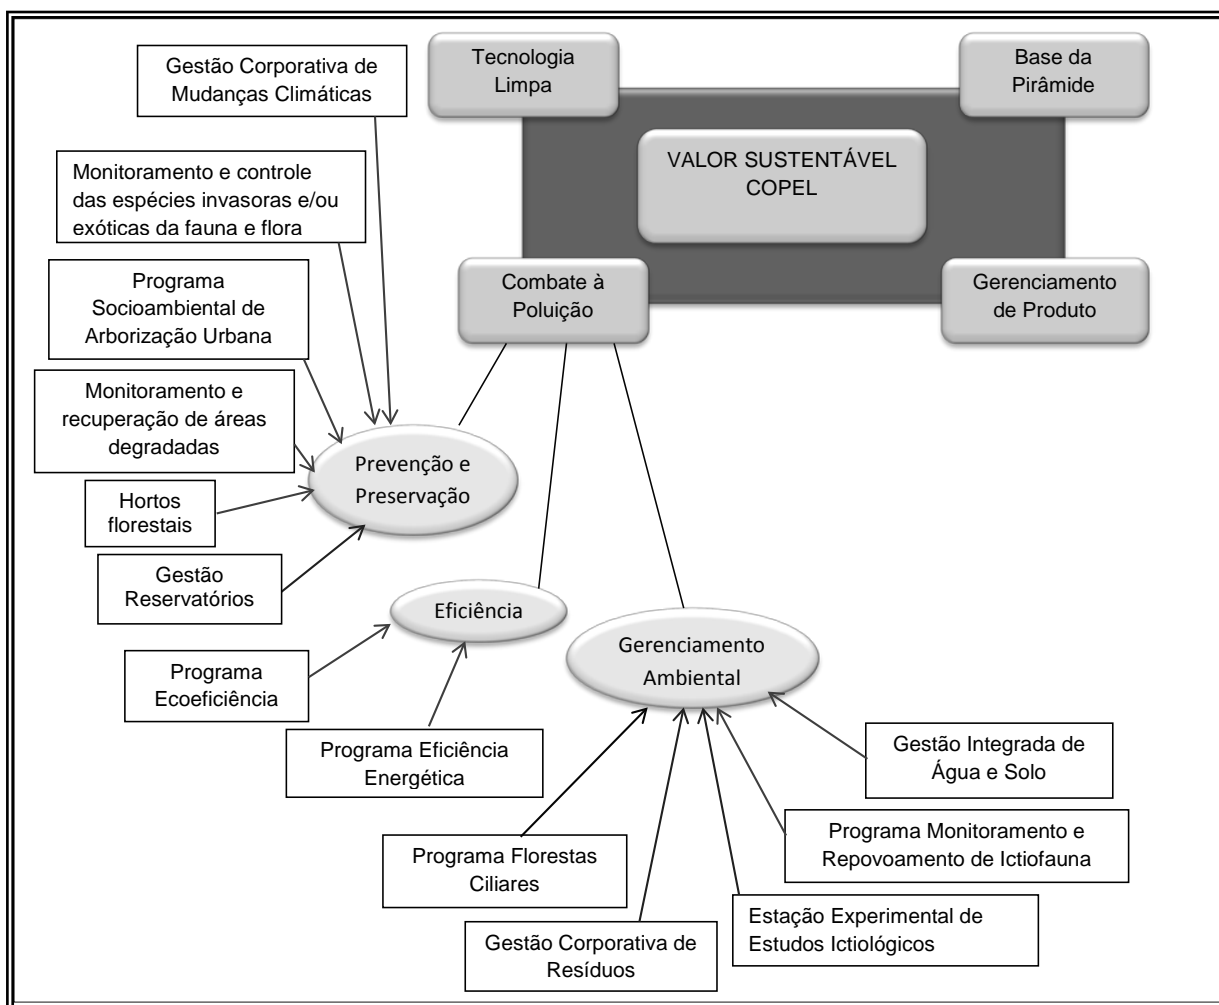 Gestão Corporativa de
Mudanças Climáticas
Tecnologia
Limpa
Base da
Pirâmide
VALOR SUSTENTÁVEL
COPEL
Monitoramento e controle
das espécies invasoras e/ou
exóticas da fauna e flora
Programa
Socioambiental de
Arborização Urbana
Combate à
Poluição
Gerenciamento
de Produto
Monitoramento e
recuperação de áreas
degradadas
Prevenção e
Preservação
Hortos
florestais
Gestão
Reservatórios
Eficiência
Gerenciamento
Ambiental
Programa
Ecoeficiência
Programa Eficiência
Energética
Gestão Integrada de
Água e Solo
Programa Monitoramento e
Repovoamento de Ictiofauna
Programa Florestas
Ciliares
Estação Experimental de
Estudos Ictiológicos
Gestão Corporativa de
Resíduos